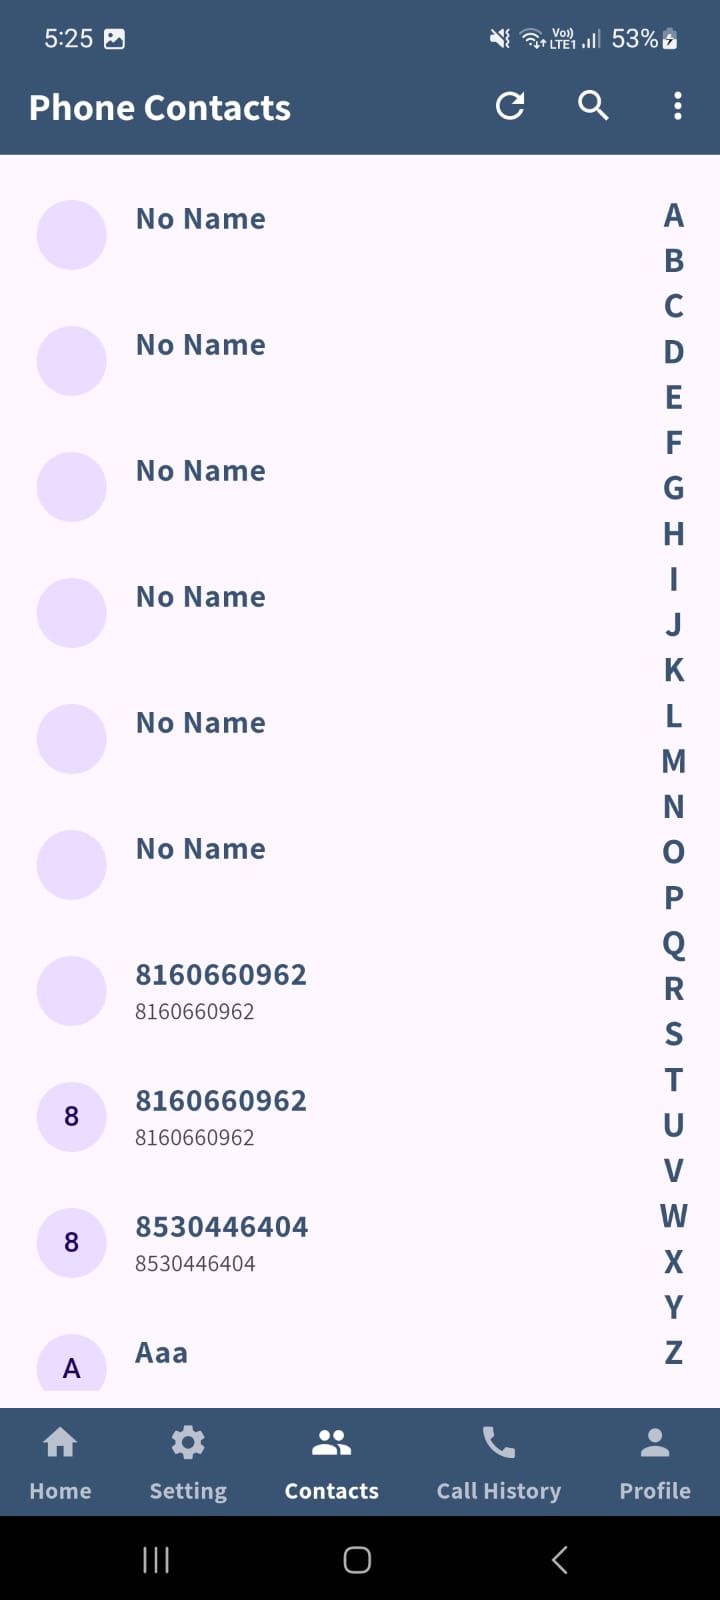 5:25 Vo)) LTE1 53%
Phone Contacts
No Name
No Name
No Name
No Name
No Name
No Name
8160660962
8160660962
8 8160660962
8160660962
8 8530446404
8530446404
A Aaa
A
B
C
D
E
F
G
H
I
J
K
L
M
N
O
P
Q
R
S
T
U
V
W
X
Y
Z
Home Setting Contacts Call History Profile